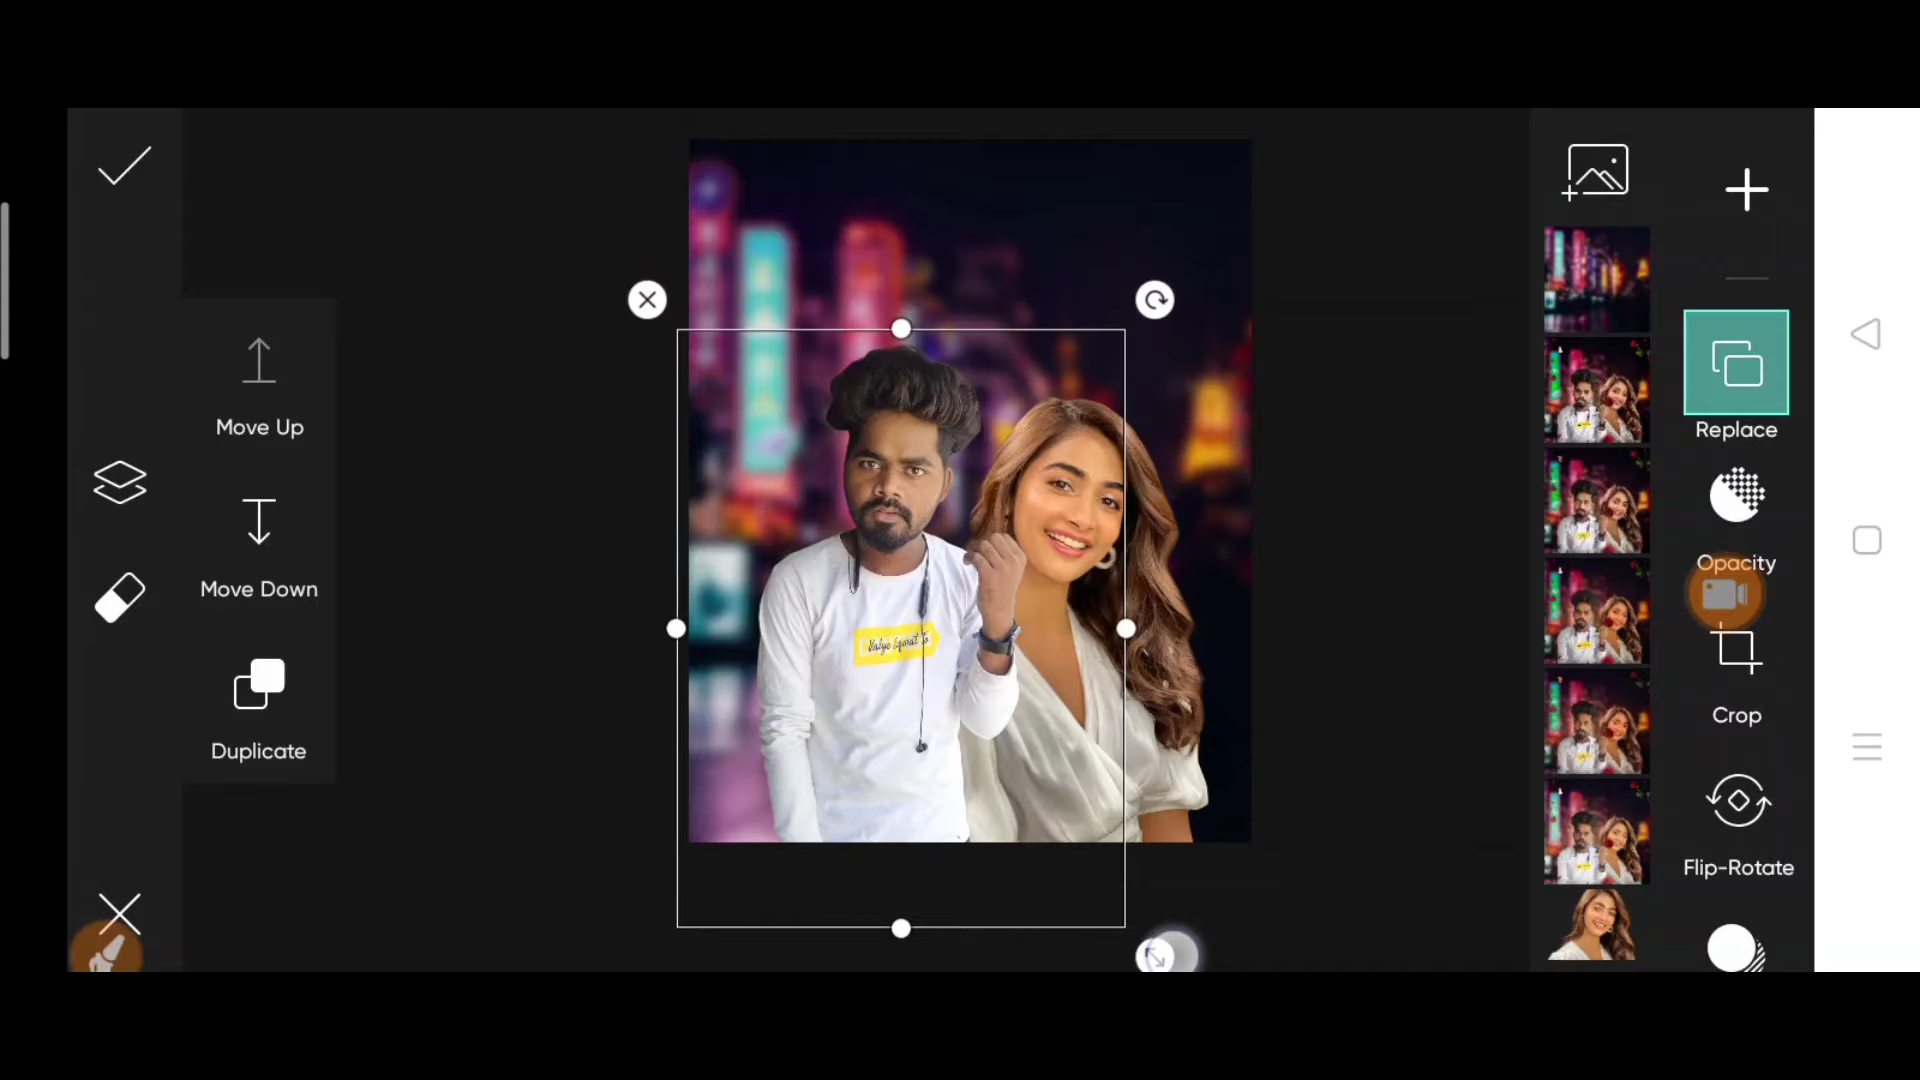 Move Up
Move Down
Duplicate
Replace
Opacity
Crop
Flip-Rotate